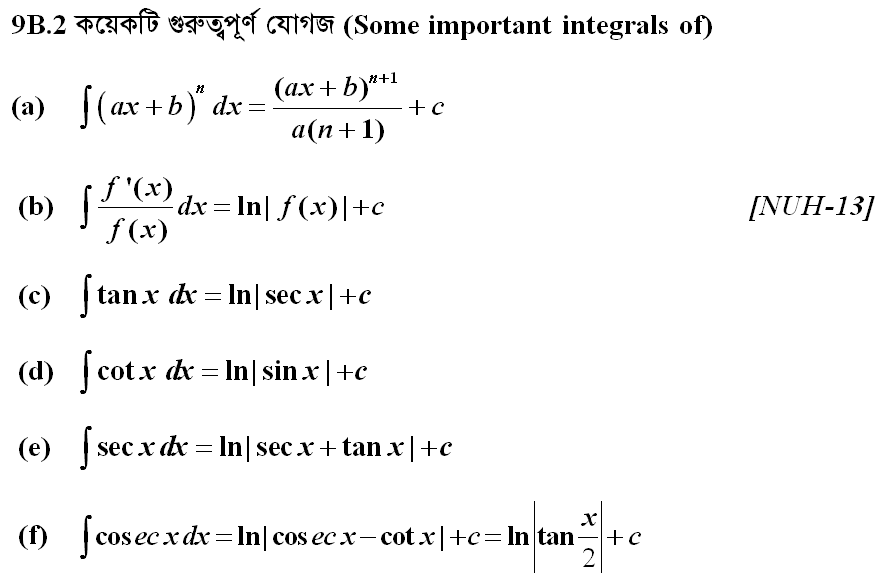 9B.2 কয়েকটি গুরুত্বপূর্ণ যোগজ (Some important integrals of)
(a) ∫(ax + b)ⁿ dx = (ax + b)ⁿ⁺¹ / a(n + 1) + c
(b) ∫ f '(x) / f (x) dx = ln| f (x) | +c [NUH-13]
(c) ∫ tan x dx = ln| sec x | +c
(d) ∫ cot x dx = ln| sin x | +c
(e) ∫ sec x dx = ln| sec x + tan x | +c
(f) ∫ cosec x dx = ln| cosec x − cot x | +c = ln |tan x/2| + c